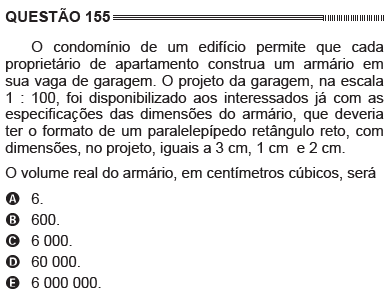 QUESTÃO 155
O condomínio de um edifício permite que cada
proprietário de apartamento construa um armário em
sua vaga de garagem. O projeto da garagem, na escala
1 : 100, foi disponibilizado aos interessados já com as
especificações das dimensões do armário, que deveria
ter o formato de um paralelepípedo retângulo reto, com
dimensões, no projeto, iguais a 3 cm, 1 cm e 2 cm.
O volume real do armário, em centímetros cúbicos, será
A 6.
B 600.
C 6 000.
D 60 000.
E 6 000 000.